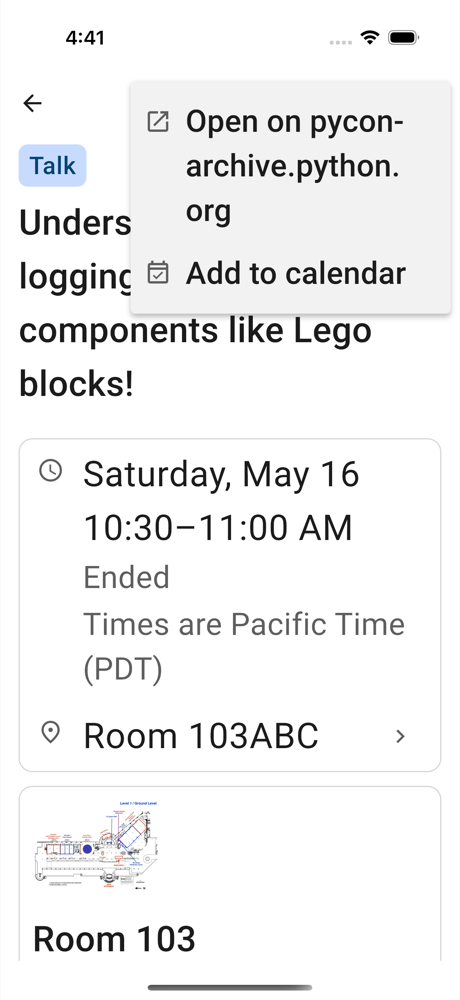 4:41
Open on pycon-
archive.python.
org
Add to calendar
Talk
Unders
logging
components like Lego
blocks!
Saturday, May 16
10:30–11:00 AM
Ended
Times are Pacific Time
(PDT)
Room 103ABC
Level 1 / Ground Level
Room 103